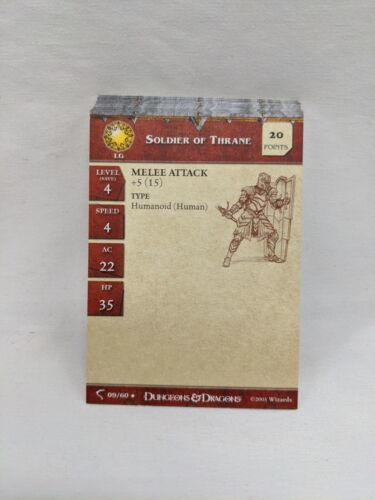 SOLDIER OF THRANE
20
POINTS
LG
LEVEL
(SAVE)
4
MELEE ATTACK
+5 (15)
TYPE
Humanoid (Human)
SPEED
4
AC
22
HP
35
09/60 ★
DUNGEONS & DRAGONS
©2005 Wizards